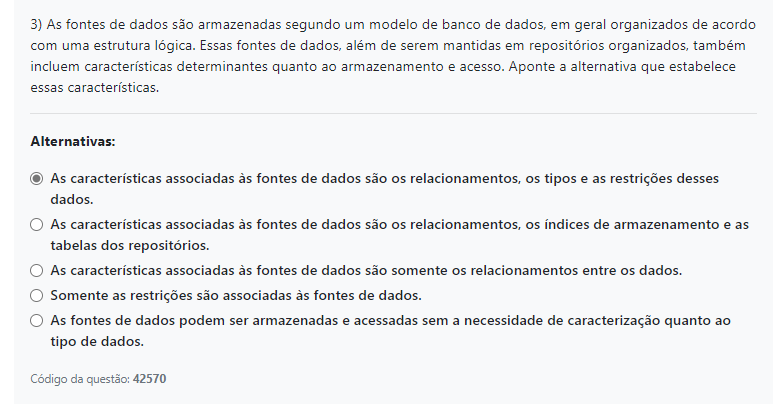 3) As fontes de dados são armazenadas segundo um modelo de banco de dados, em geral organizados de acordo
com uma estrutura lógica. Essas fontes de dados, além de serem mantidas em repositórios organizados, também
incluem características determinantes quanto ao armazenamento e acesso. Aponte a alternativa que estabelece
essas características.
Alternativas:
As características associadas às fontes de dados são os relacionamentos, os tipos e as restrições desses
dados.
As características associadas às fontes de dados são os relacionamentos, os índices de armazenamento e as
tabelas dos repositórios.
As características associadas às fontes de dados são somente os relacionamentos entre os dados.
Somente as restrições são associadas às fontes de dados.
As fontes de dados podem ser armazenadas e acessadas sem a necessidade de caracterização quanto ao
tipo de dados.
Código da questão: 42570